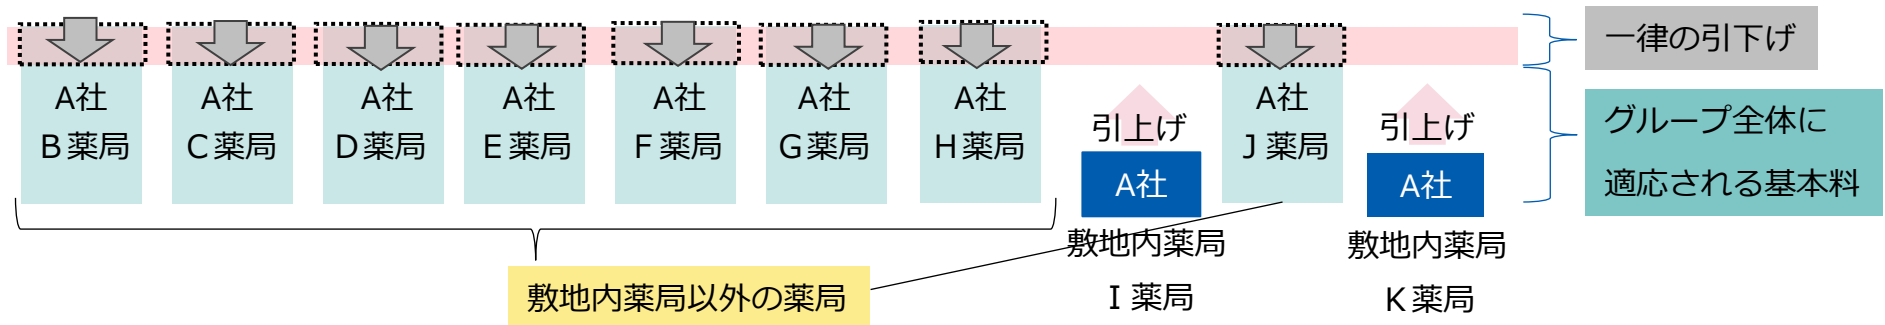 一律の引下げ
A社
B薬局
A社
C薬局
A社
D薬局
A社
E薬局
A社
F薬局
A社
G薬局
A社
H薬局
引上げ
A社
敷地内薬局
I 薬局
A社
J 薬局
引上げ
A社
敷地内薬局
K薬局
グループ全体に
適応される基本料
敷地内薬局以外の薬局